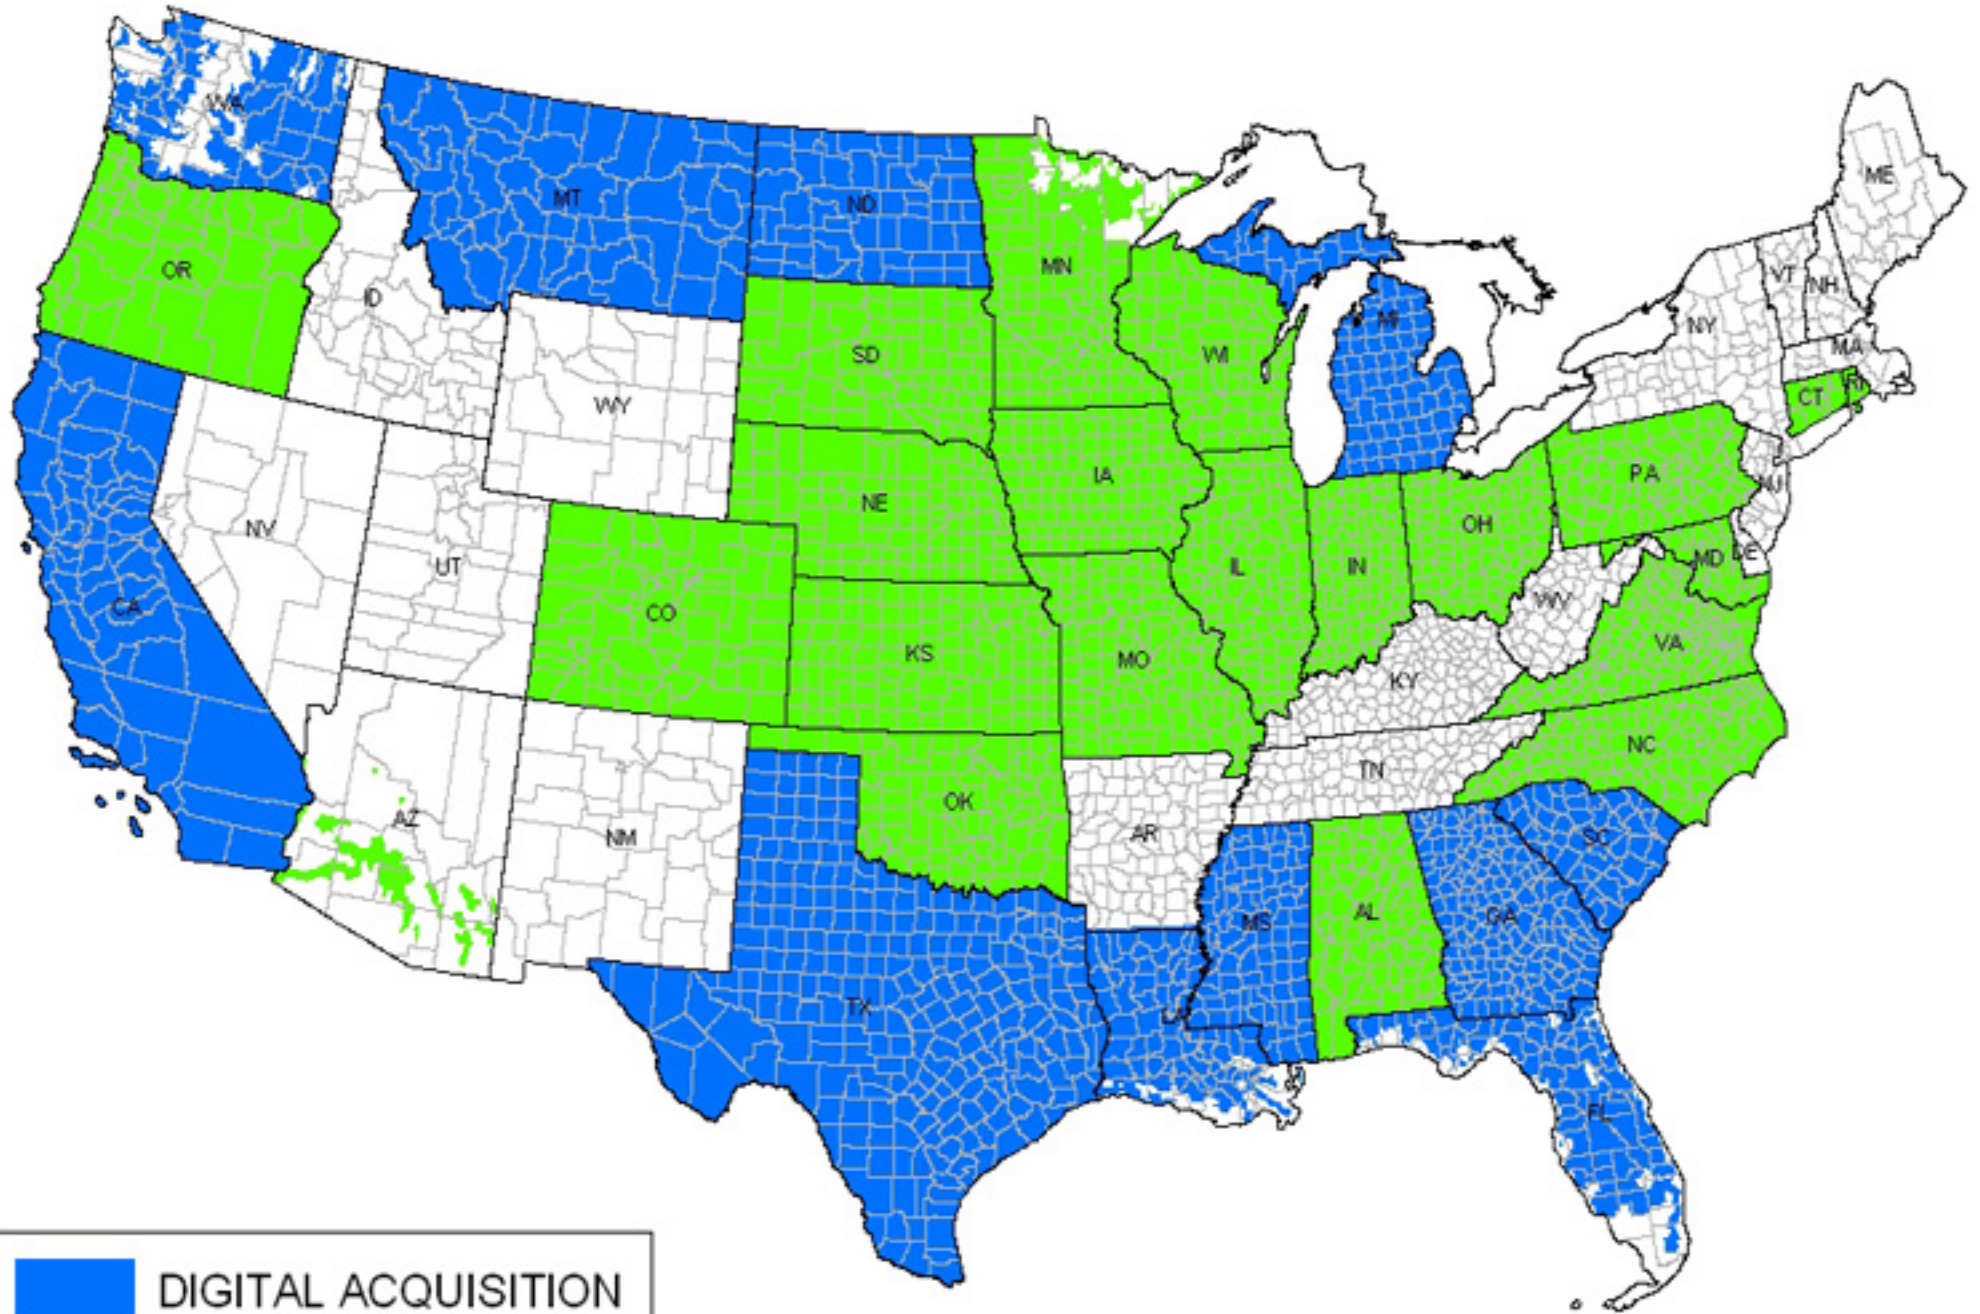 WA
MT
ND
ME
OR
ID
MN
VT
NH
NY
MI
SD
WI
MA
WY
CT
RI
PA
IA
NE
NJ
NV
OH
UT
IL
IN
MD
DE
CO
WV
KS
MO
VA
KY
NC
TN
OK
CA
AZ
NM
AR
SC
MS
AL
GA
TX
FL
DIGITAL ACQUISITION